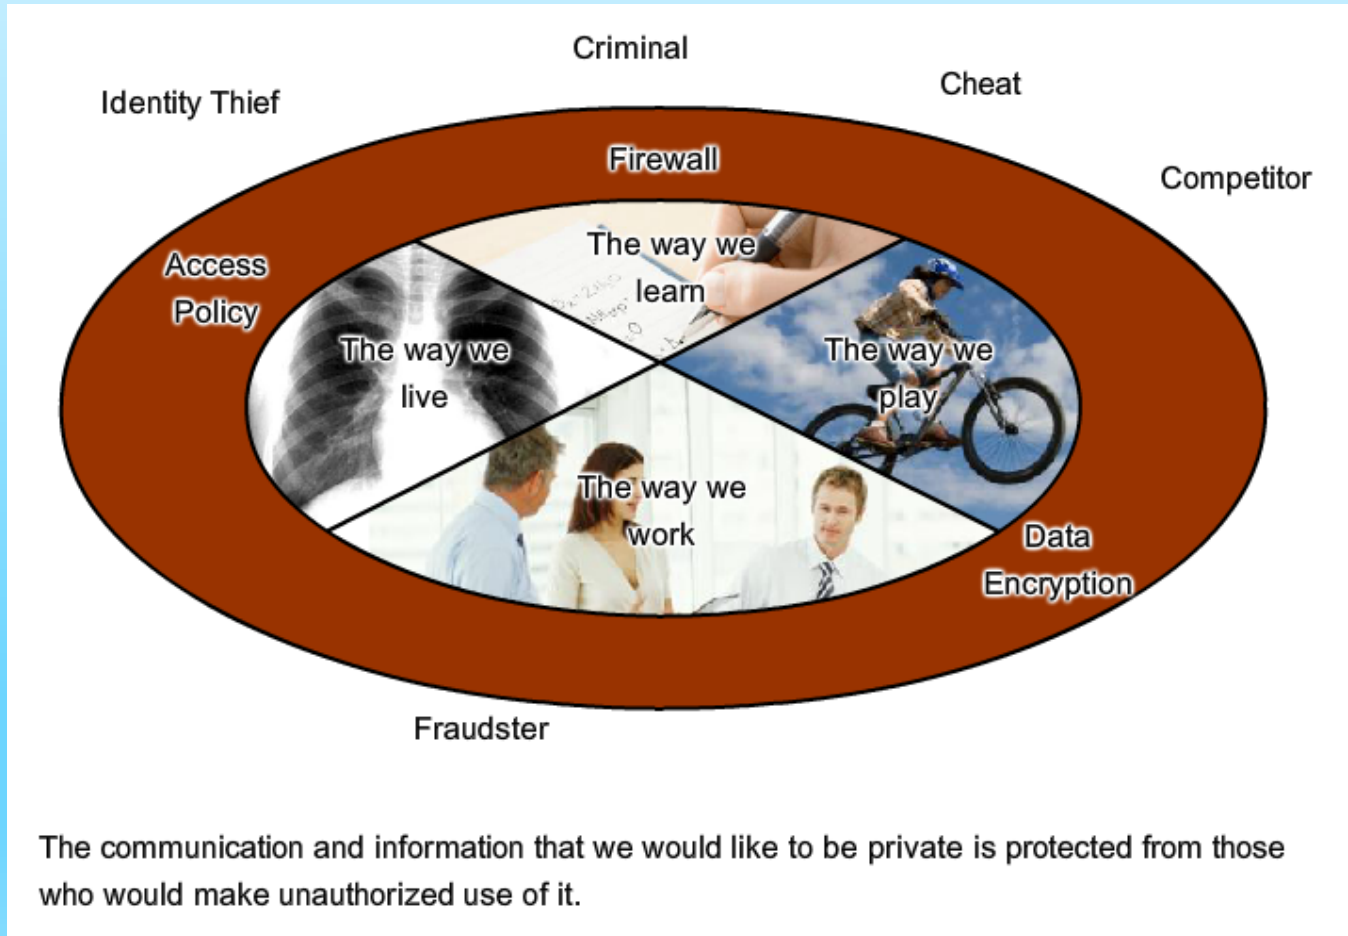 Criminal
Cheat
Identity Thief
Firewall
Competitor
The way we
learn
Access
Policy
The way we
live
The way we
play
The way we
work
Data
Encryption
Fraudster
The communication and information that we would like to be private is protected from those
who would make unauthorized use of it.